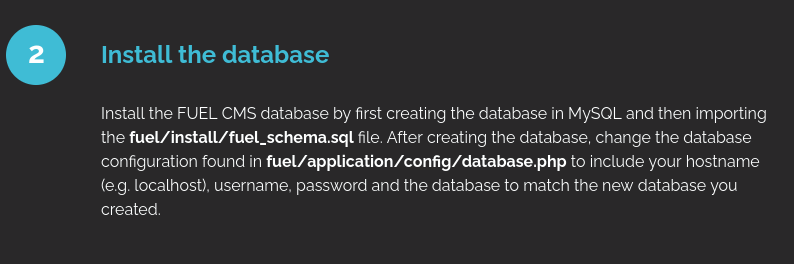 2
Install the database
Install the FUEL CMS database by first creating the database in MySQL and then importing
the fuel/install/fuel_schema.sql file. After creating the database, change the database
configuration found in fuel/application/config/database.php to include your hostname
(e.g. localhost), username, password and the database to match the new database you
created.